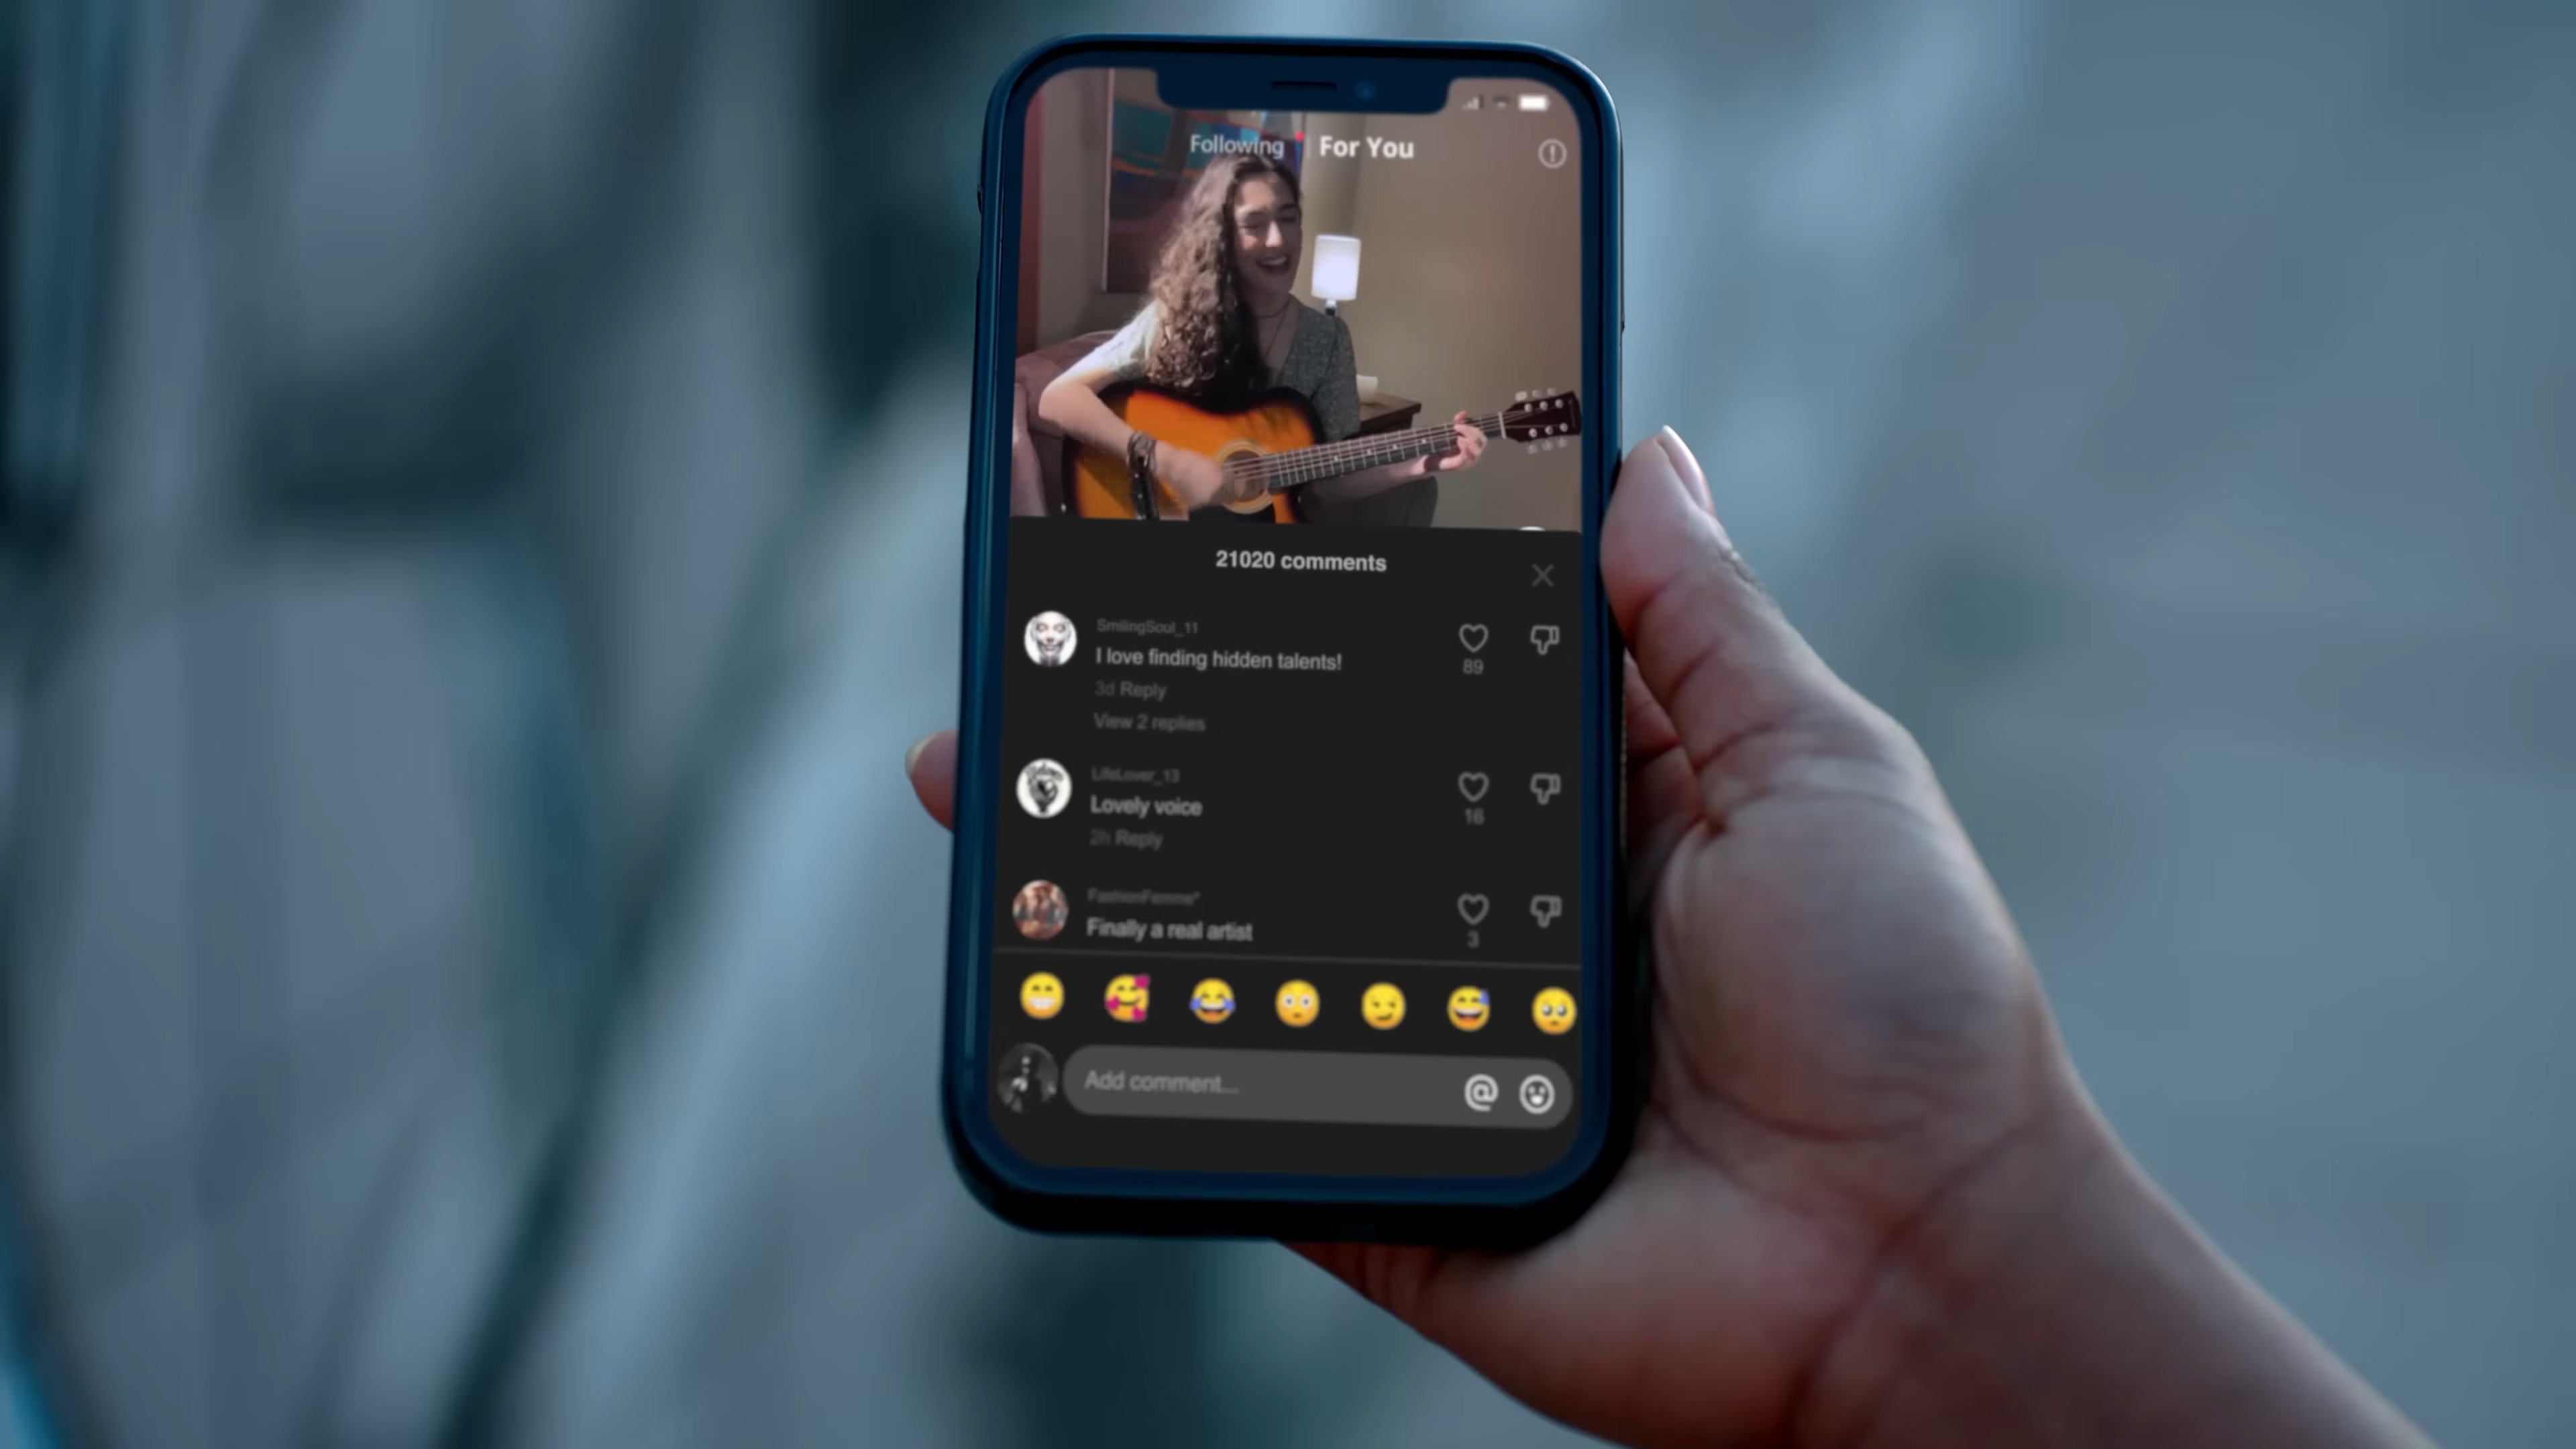 Following
For You
21020 comments
SmilingSoul_11
I love finding hidden talents!
89
3d Reply
View 2 replies
LifeLover_13
Lovely voice
16
2h Reply
FashionFemme*
Finally a real artist
3
Add comment...
@